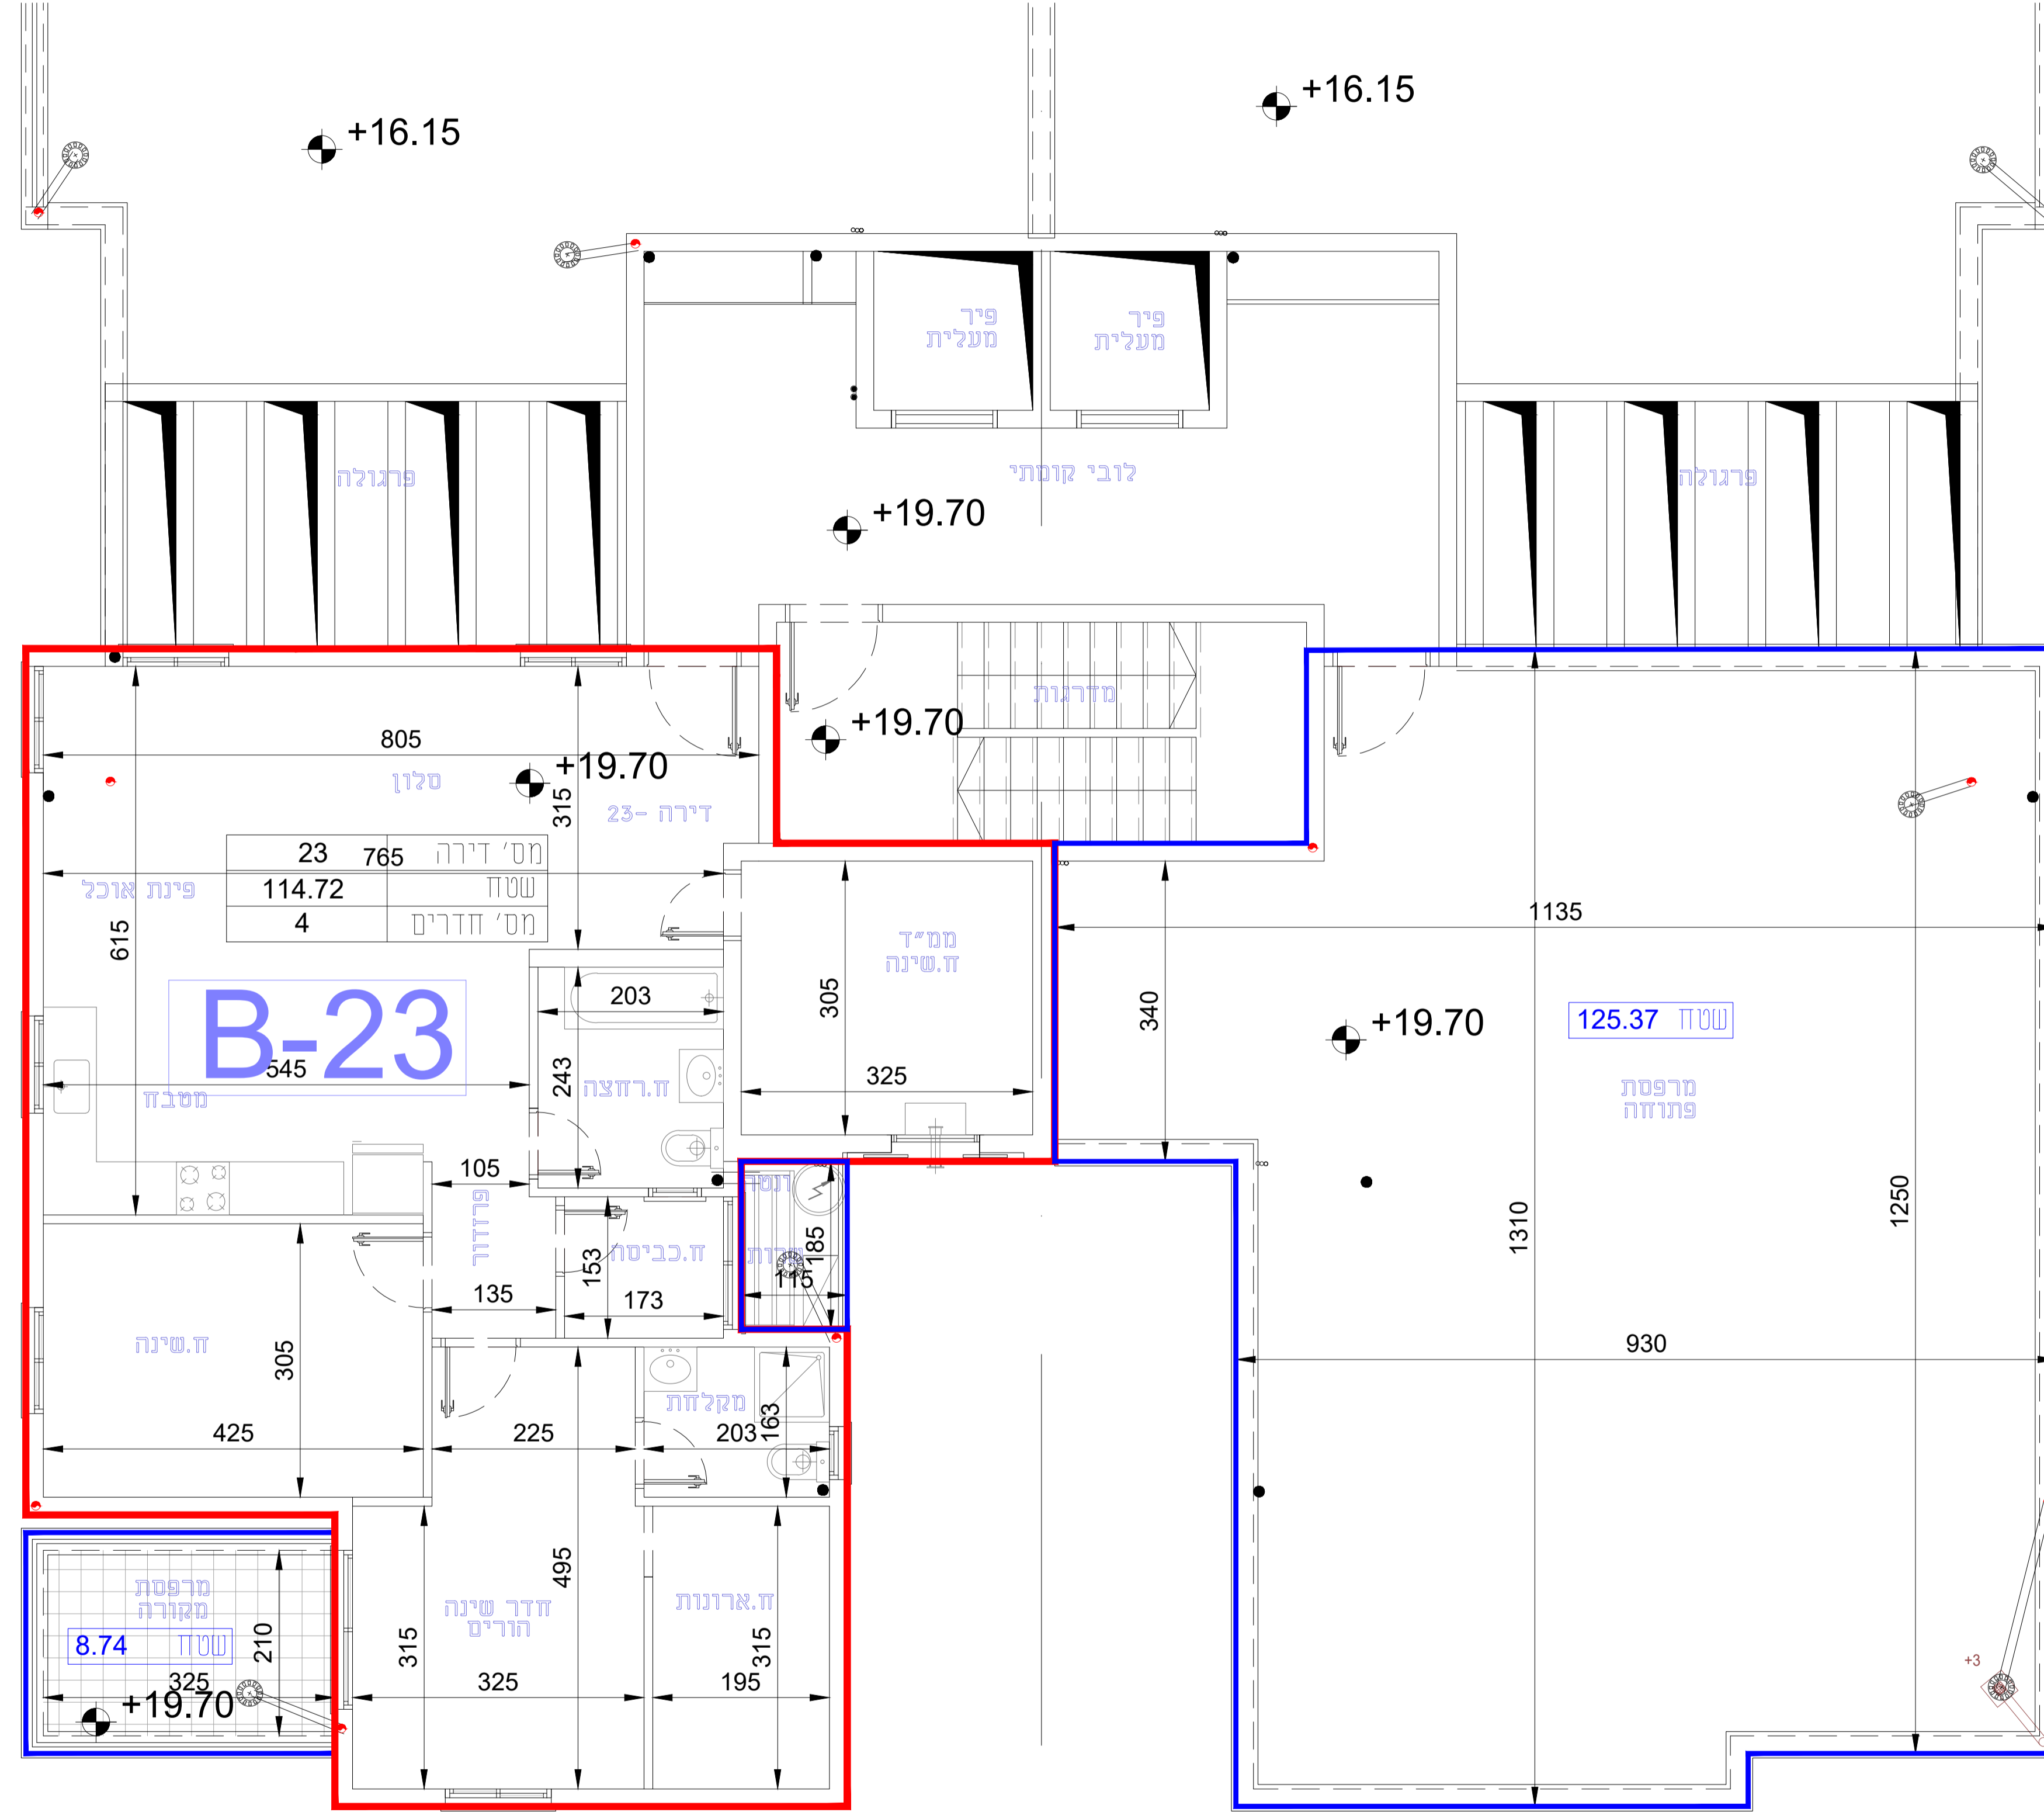 +16.15
+16.15
פיר
מעלית
פיר
מעלית
פרגולה
לובי קומתי
פרגולה
+19.70
מדרגות
+19.70
805
+19.70
סלון
315
דירה -23
מס' דירה 23
765
שטח 114.72
מס' חדרים 4
פינת אוכל
615
ממ"ד
ח.שינה
1135
B-23
203
305
340
+19.70
שטח 125.37
545
243
325
מטבח
ח.רחצה
מרפסת
פתוחה
105
פרוזדור
185
1310
1250
ח.כביסה
153
שרות
115
135
173
ח.שינה
305
930
מקלחת
163
425
225
203
495
מרפסת
מקורה
חדר שינה
הורים
ח.ארונות
שטח 8.74
210
315
315
+3
325
325
195
+19.70